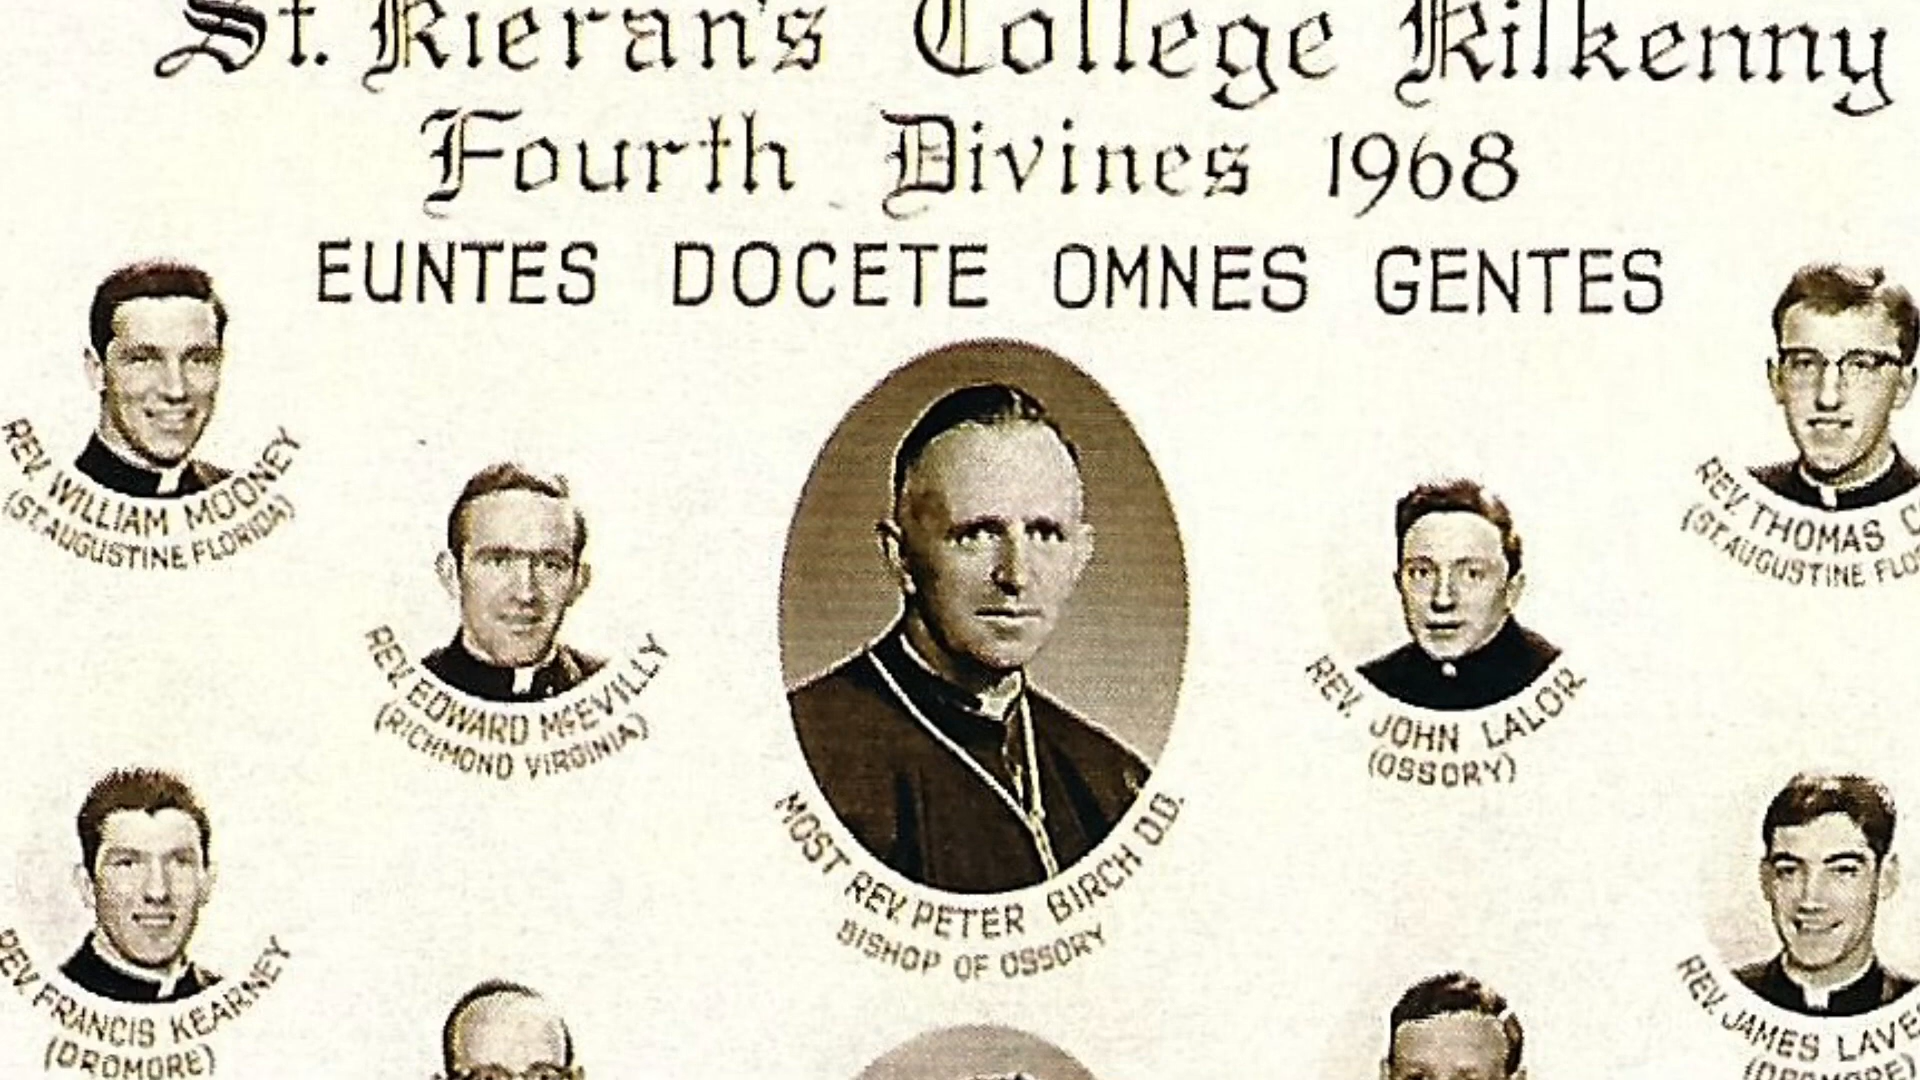 St. Kieran's College Kilkenny
Fourth Divines 1968
EUNTES DOCETE OMNES GENTES
REV. WILLIAM MOONEY
(ST. AUGUSTINE FLORIDA)
REV. THOMAS
(ST. AUGUSTINE
REV. EDWARD McEVILLY
(RICHMOND VIRGINIA)
REV. JOHN LALOR
(OSSORY)
MOST REV. PETER BIRCH D.D.
BISHOP OF OSSORY
REV. FRANCIS KEARNEY
(DROMORE)
REV. JAMES
(DROMORE)